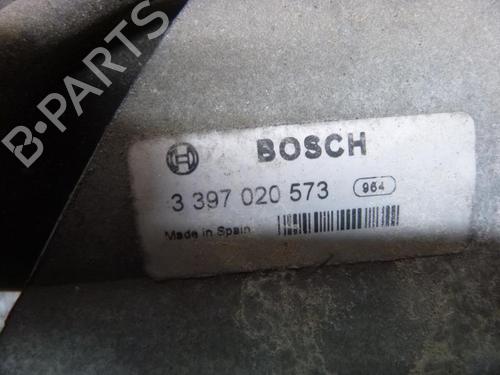 B-PARTS
BOSCH
3 397 020 573 964
Made in Spain